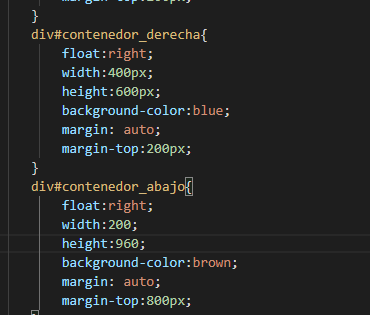 }
div#contenedor_derecha{
float:right;
width:400px;
height:600px;
background-color:blue;
margin: auto;
margin-top:200px;
}
div#contenedor_abajo{
float:right;
width:200;
height:960;
background-color:brown;
margin: auto;
margin-top:800px;